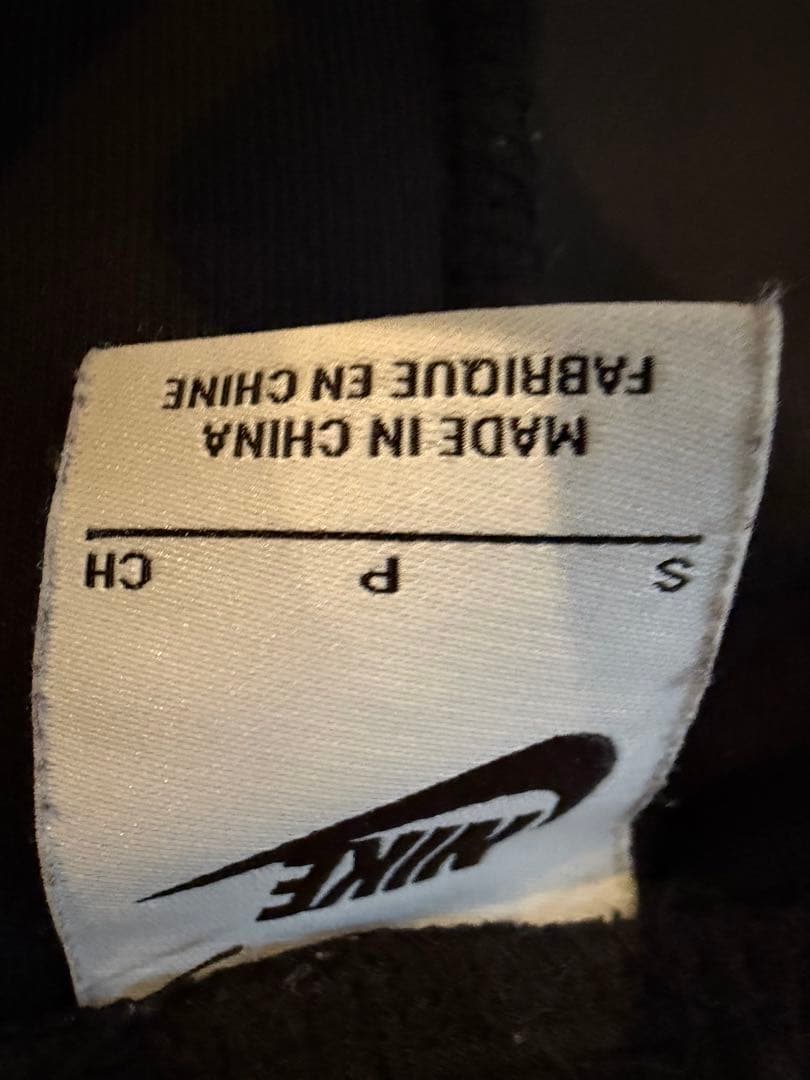 NIKE
S P CH
MADE IN CHINA
FABRIQUE EN CHINE